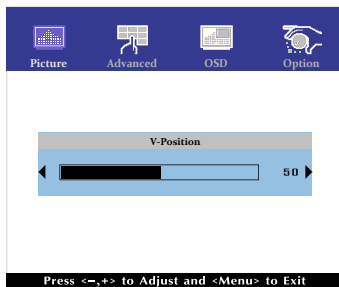 Picture Advanced OSD Option
V-Position
50
Press <-,+> to Adjust and <Menu> to Exit